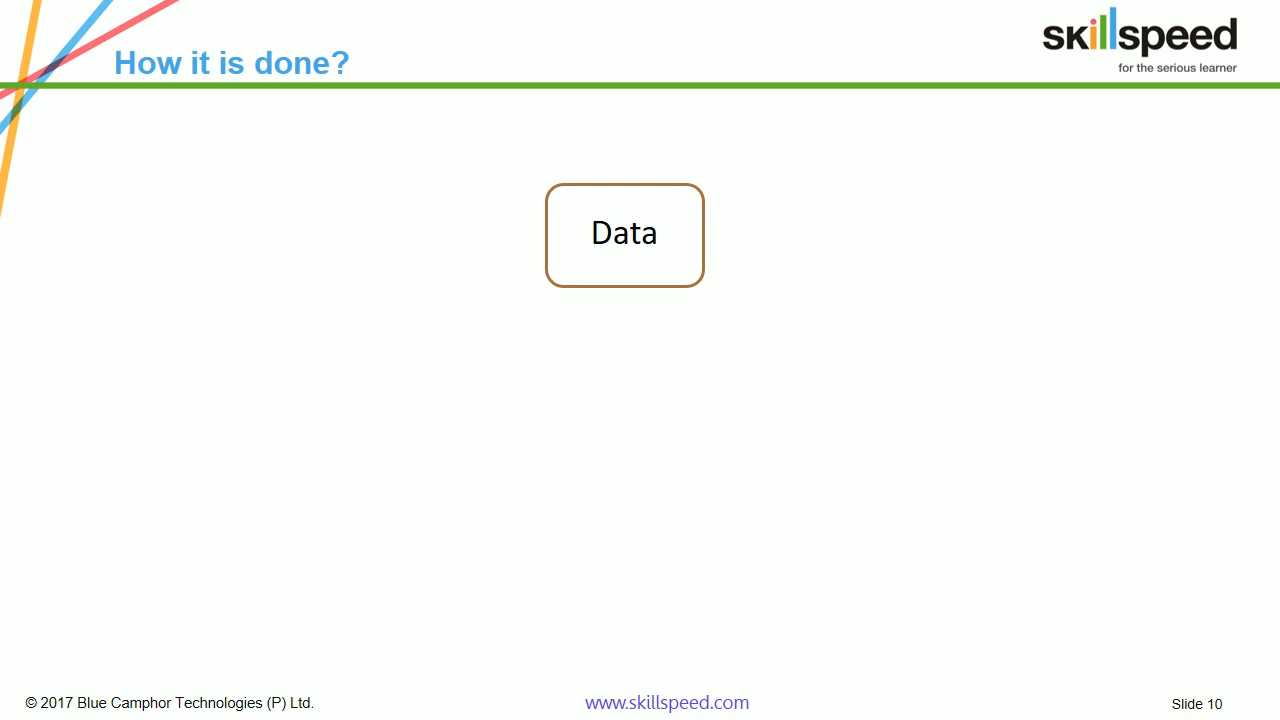 How it is done?
skillspeed
for the serious learner
Data
© 2017 Blue Camphor Technologies (P) Ltd.
www.skillspeed.com
Slide 10